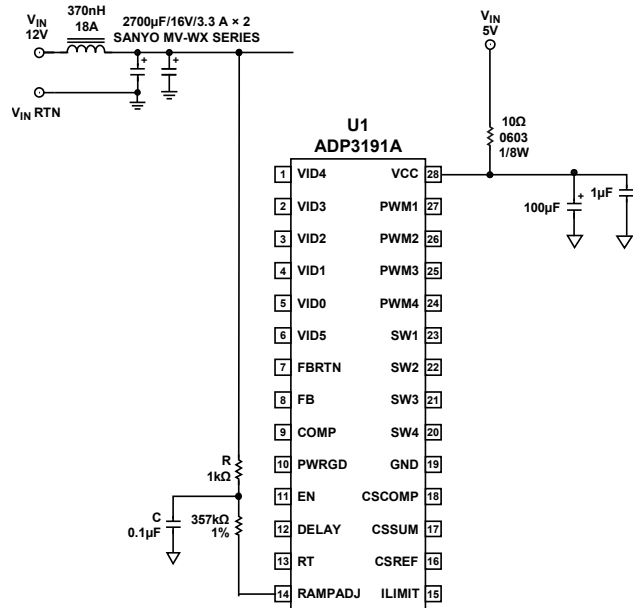 V_IN
12V
370nH
18A
2700µF/16V/3.3 A × 2
SANYO MV-WX SERIES
+
+
V_IN RTN
V_IN
5V
10Ω
0603
1/8W
U1
ADP3191A
1 VID4
2 VID3
3 VID2
4 VID1
5 VID0
6 VID5
7 FBRTN
8 FB
9 COMP
10 PWRGD
11 EN
12 DELAY
13 RT
14 RAMPADJ
VCC 28
PWM1 27
PWM2 26
PWM3 25
PWM4 24
SW1 23
SW2 22
SW3 21
SW4 20
GND 19
CSCOMP 18
CSSUM 17
CSREF 16
ILIMIT 15
100µF
+
1µF
R
1kΩ
C
0.1µF
357kΩ
1%